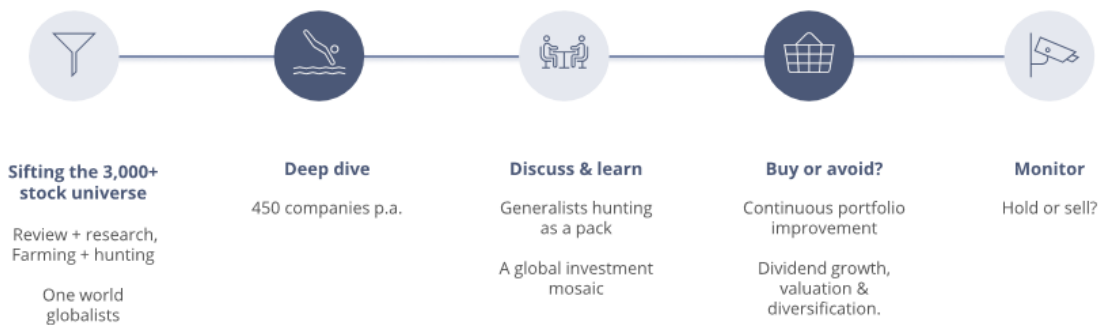 Sifting the 3,000+
stock universe
Review + research,
Farming + hunting
One world
globalists
Deep dive
450 companies p.a.
Discuss & learn
Generalists hunting
as a pack
A global investment
mosaic
Buy or avoid?
Continuous portfolio
improvement
Dividend growth,
valuation &
diversification.
Monitor
Hold or sell?